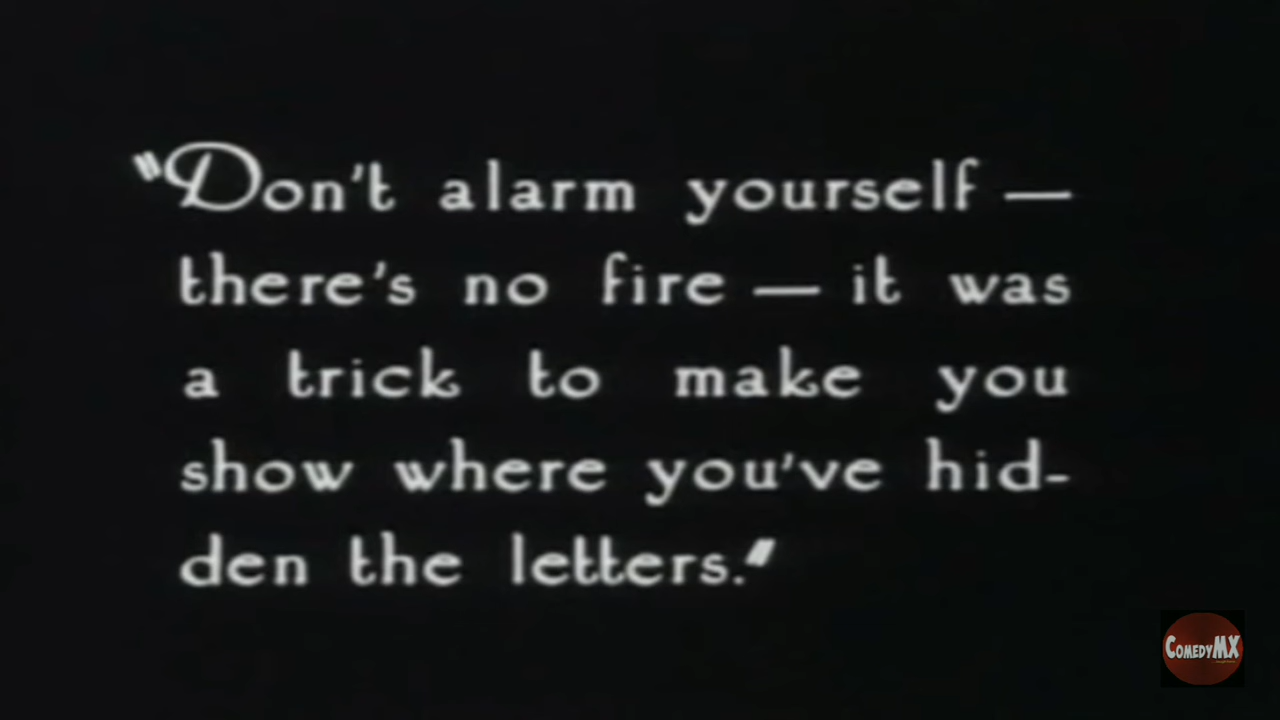 "Don't alarm yourself —
there's no fire — it was
a trick to make you
show where you've hid-
den the letters."
COMEDYMX